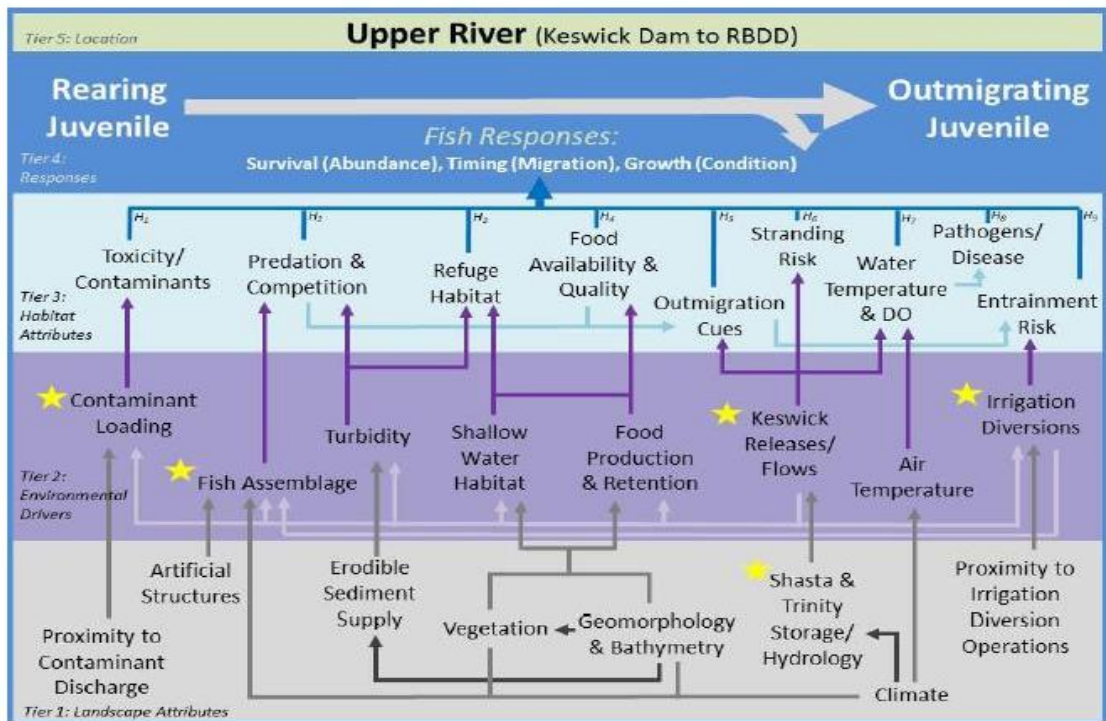 Tier 5: Location
Upper River (Keswick Dam to RBDD)
Rearing
Juvenile
Outmigrating
Juvenile
Fish Responses:
Survival (Abundance), Timing (Migration), Growth (Condition)
Tier 4:
Responses
H1
H2
H3
H4
H5
H6
H7
H8
H9
Toxicity/
Contaminants
Predation &
Competition
Refuge
Habitat
Food
Availability &
Quality
Outmigration
Cues
Stranding
Risk
Water
Temperature
& DO
Pathogens/
Disease
Entrainment
Risk
Tier 3:
Habitat
Attributes
Contaminant
Loading
Fish Assemblage
Turbidity
Shallow
Water
Habitat
Food
Production
& Retention
Keswick
Releases/
Flows
Air
Temperature
Irrigation
Diversions
Tier 2:
Environmental
Drivers
Proximity to
Contaminant
Discharge
Artificial
Structures
Erodible
Sediment
Supply
Vegetation
Geomorphology
& Bathymetry
Shasta &
Trinity
Storage/
Hydrology
Climate
Proximity to
Irrigation
Diversion
Operations
Tier 1: Landscape Attributes